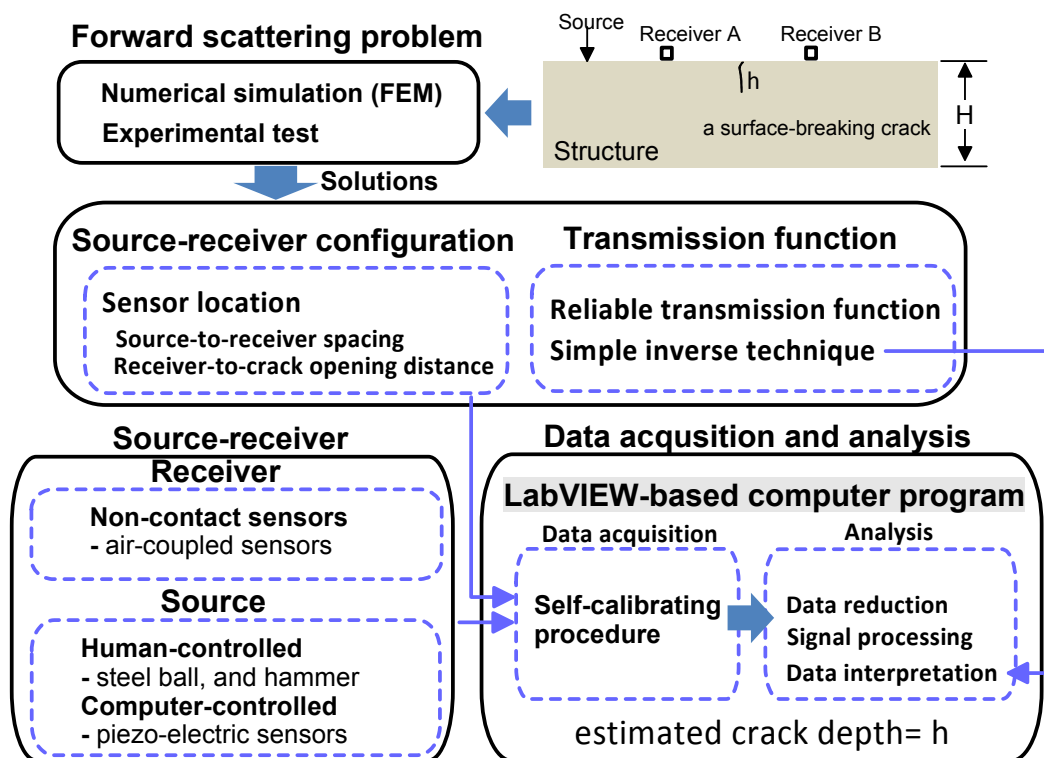 Forward scattering problem
Numerical simulation (FEM)
Experimental test
Source
Receiver A
Receiver B
h
H
a surface-breaking crack
Structure
Solutions
Source-receiver configuration
Sensor location
Source-to-receiver spacing
Receiver-to-crack opening distance
Transmission function
Reliable transmission function
Simple inverse technique
Source-receiver
Receiver
Non-contact sensors
- air-coupled sensors
Source
Human-controlled
- steel ball, and hammer
Computer-controlled
- piezo-electric sensors
Data acqusition and analysis
LabVIEW-based computer program
Data acquisition
Self-calibrating
procedure
Analysis
Data reduction
Signal processing
Data interpretation
estimated crack depth= h